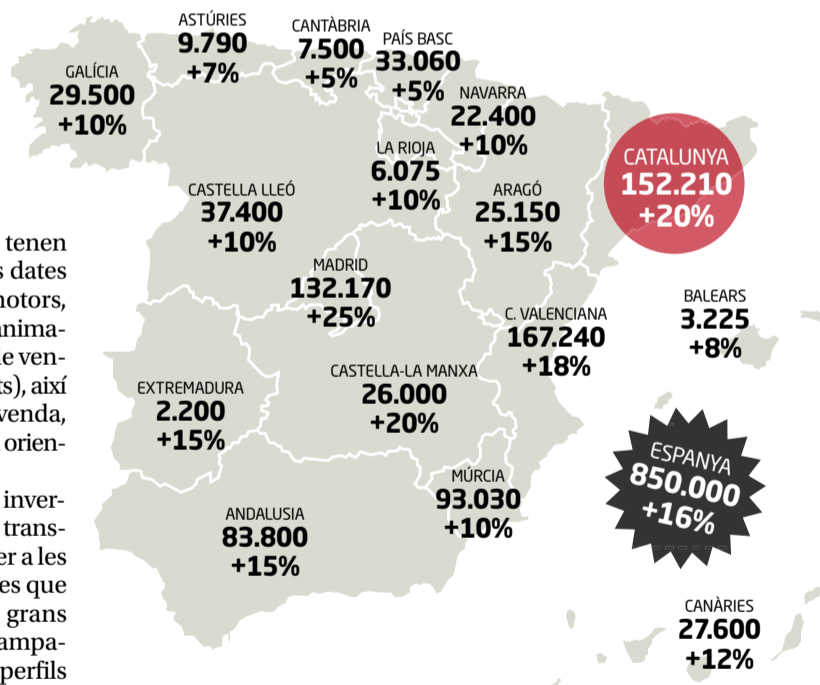 ASTÚRIES
9.790
+7%
CANTÀBRIA
7.500
+5%
PAÍS BASC
33.060
+5%
GALÍCIA
29.500
+10%
NAVARRA
22.400
+10%
LA RIOJA
6.075
+10%
CATALUNYA
152.210
+20%
CASTELLA LLEÓ
37.400
+10%
ARAGÓ
25.150
+15%
MADRID
132.170
+25%
C. VALENCIANA
167.240
+18%
BALEARS
3.225
+8%
EXTREMADURA
2.200
+15%
CASTELLA-LA MANXA
26.000
+20%
ESPANYA
850.000
+16%
MÚRCIA
93.030
+10%
ANDALUSIA
83.800
+15%
CANÀRIES
27.600
+12%
tenen
s dates
notors,
anima-
le ven-
ts), així
venda,
orien-
inver-
trans-
er a les
es que
grans
ampa-
perfils